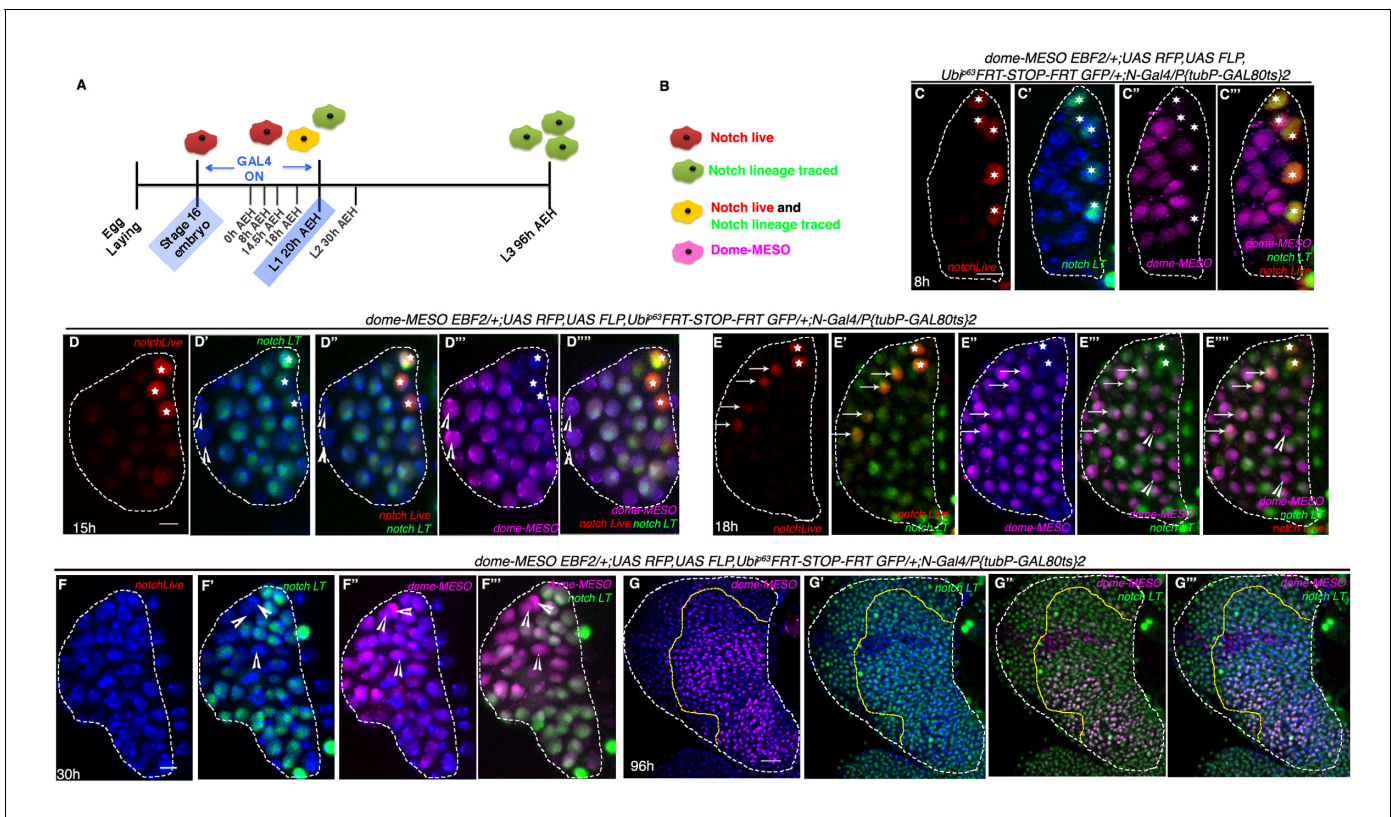 A
GAL4
ON
Egg
Laying
Stage 16
embryo
0h AEH
8h AEH
14.5h AEH
18h AEH
L1 20h AEH
L2 30h AEH
L3 96h AEH
B
Notch live
Notch lineage traced
Notch live and
Notch lineage traced
Dome-MESO
dome-MESO EBF2/+;UAS RFP,UAS FLP,
Ubiᵖ⁶³FRT-STOP-FRT GFP/+;N-Gal4/P{tubP-GAL80ts}2
C
C'
C''
C'''
8h
notchLive
notch LT
dome-MESO
dome-MESO
notch LT
notch Live
dome-MESO EBF2/+;UAS RFP,UAS FLP,Ubiᵖ⁶³FRT-STOP-FRT GFP/+;N-Gal4/P{tubP-GAL80ts}2
D
notchLive
15h
D'
notch LT
D''
notch Live
notch LT
D'''
dome-MESO
D''''
dome-MESO
notch Live notch LT
E
18h
notchLive
E'
notch Live
notch LT
E''
dome-MESO
E'''
dome-MESO
notch LT
E''''
dome-MESO
notch LT
notch Live
dome-MESO EBF2/+;UAS RFP,UAS FLP,Ubiᵖ⁶³FRT-STOP-FRT GFP/+;N-Gal4/P{tubP-GAL80ts}2
F
notchLive
30h
F'
notch LT
F''
dome-MESO
F'''
dome-MESO
notch LT
G
dome-MESO
96h
G'
notch LT
G''
dome-MESO
notch LT
G'''
dome-MESO
notch LT